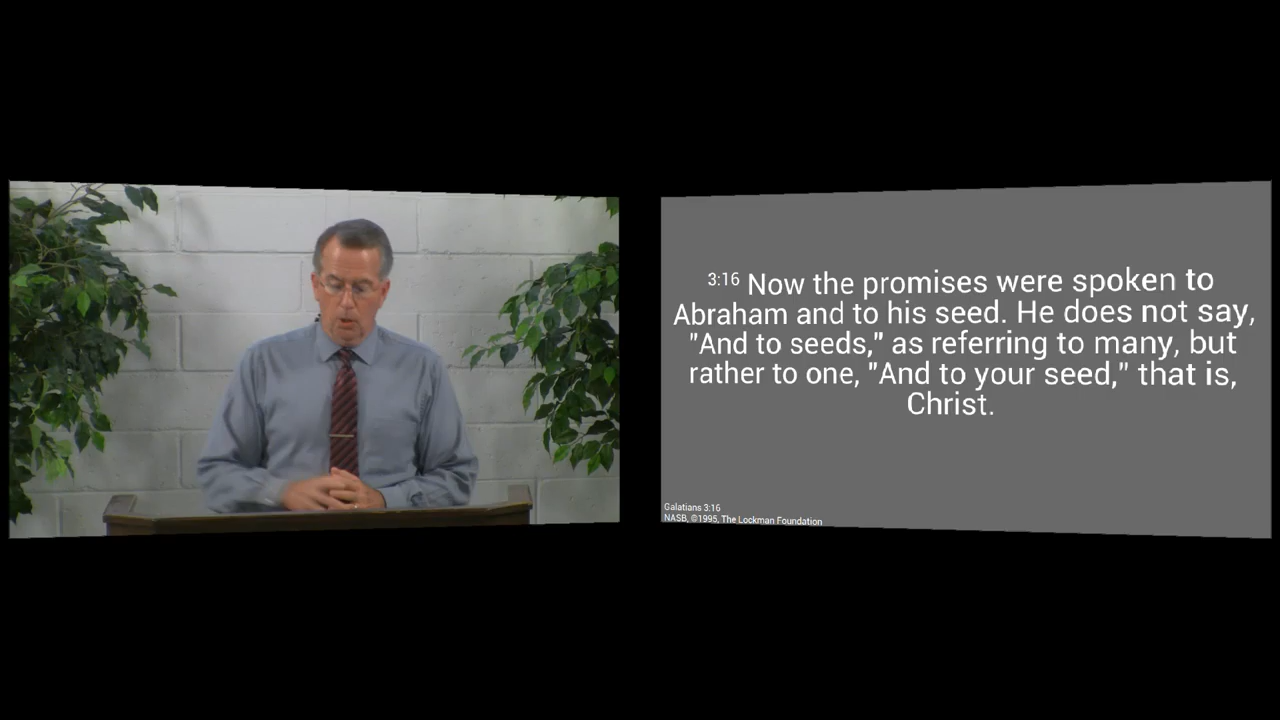 3:16 Now the promises were spoken to
Abraham and to his seed. He does not say,
"And to seeds," as referring to many, but
rather to one, "And to your seed," that is,
Christ.
Galatians 3:16
NASB, ©1995, The Lockman Foundation